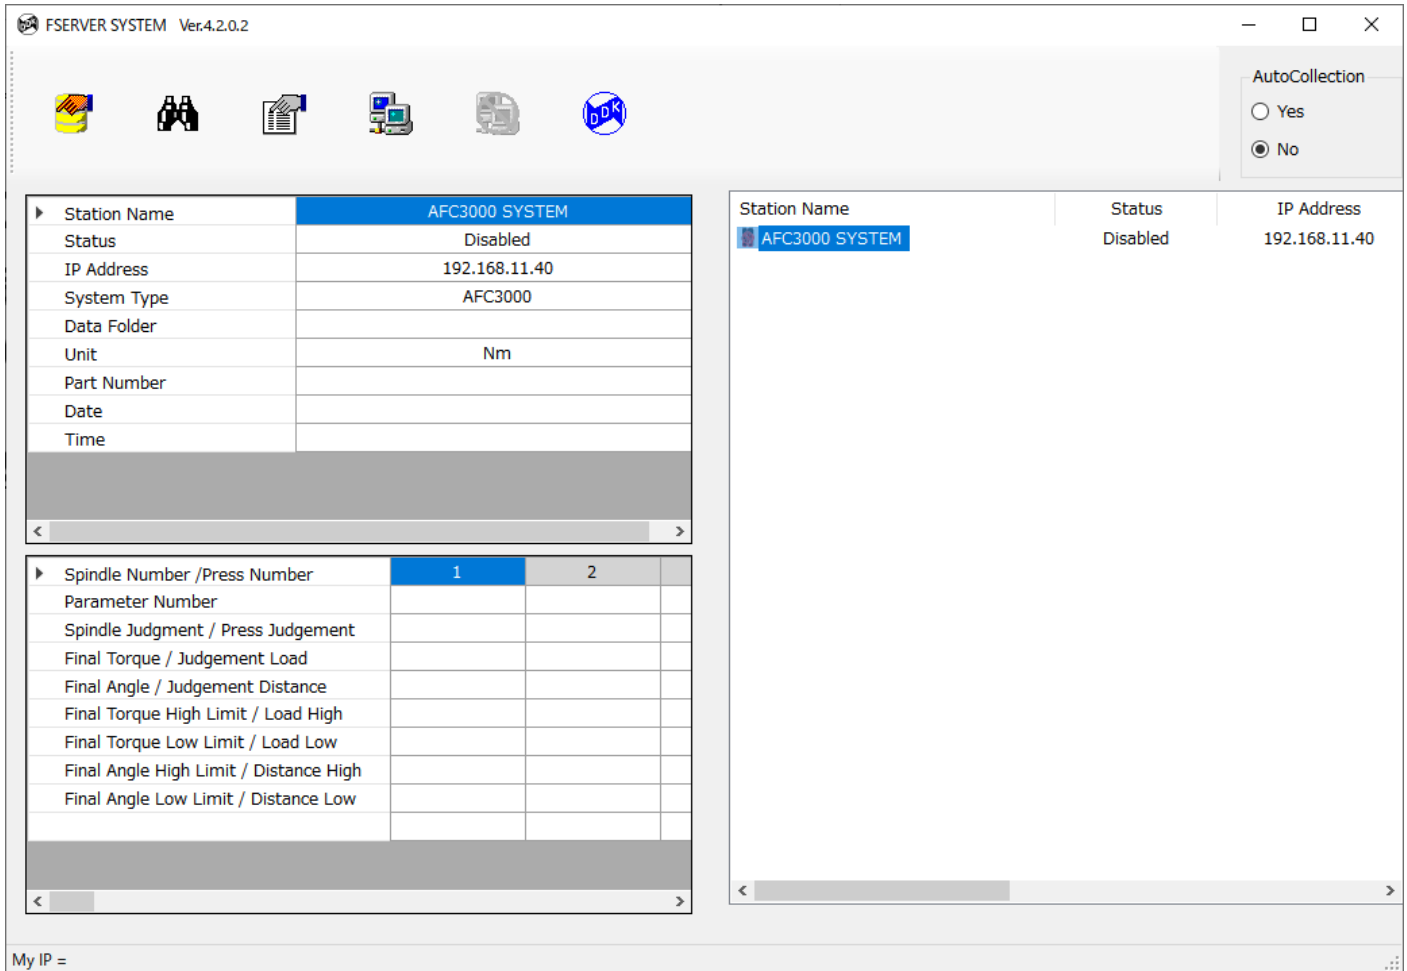 FSERVER SYSTEM Ver.4.2.0.2
AutoCollection
Yes
No
DDK
Station Name AFC3000 SYSTEM
Status Disabled
IP Address 192.168.11.40
System Type AFC3000
Data Folder
Unit Nm
Part Number
Date
Time
Spindle Number /Press Number 1 2
Parameter Number
Spindle Judgment / Press Judgement
Final Torque / Judgement Load
Final Angle / Judgement Distance
Final Torque High Limit / Load High
Final Torque Low Limit / Load Low
Final Angle High Limit / Distance High
Final Angle Low Limit / Distance Low
Station Name Status IP Address
AFC3000 SYSTEM Disabled 192.168.11.40
My IP =